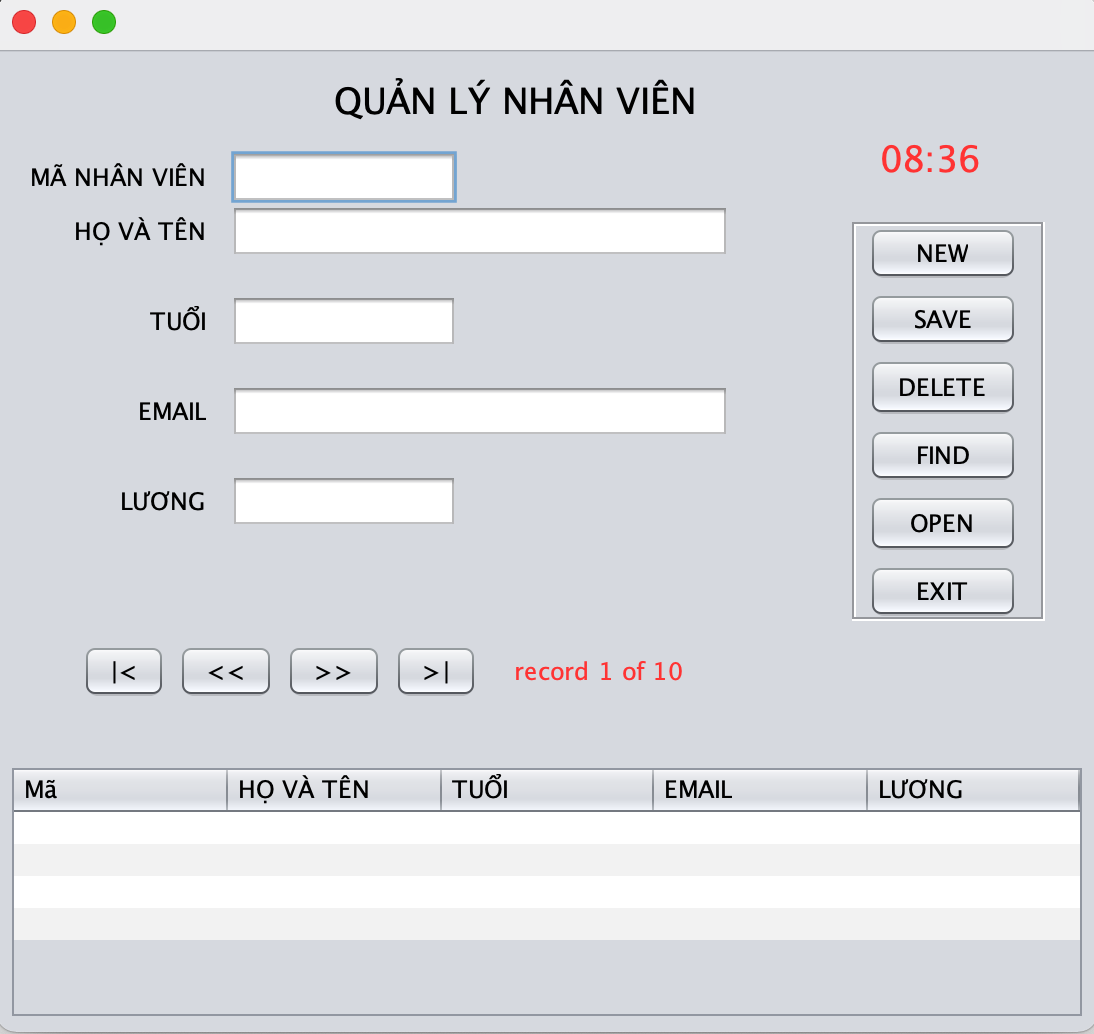 QUẢN LÝ NHÂN VIÊN
08:36
MÃ NHÂN VIÊN
HỌ VÀ TÊN
TUỔI
EMAIL
LƯƠNG
NEW
SAVE
DELETE
FIND
OPEN
EXIT
|< << >> >| record 1 of 10
Mã HỌ VÀ TÊN TUỔI EMAIL LƯƠNG